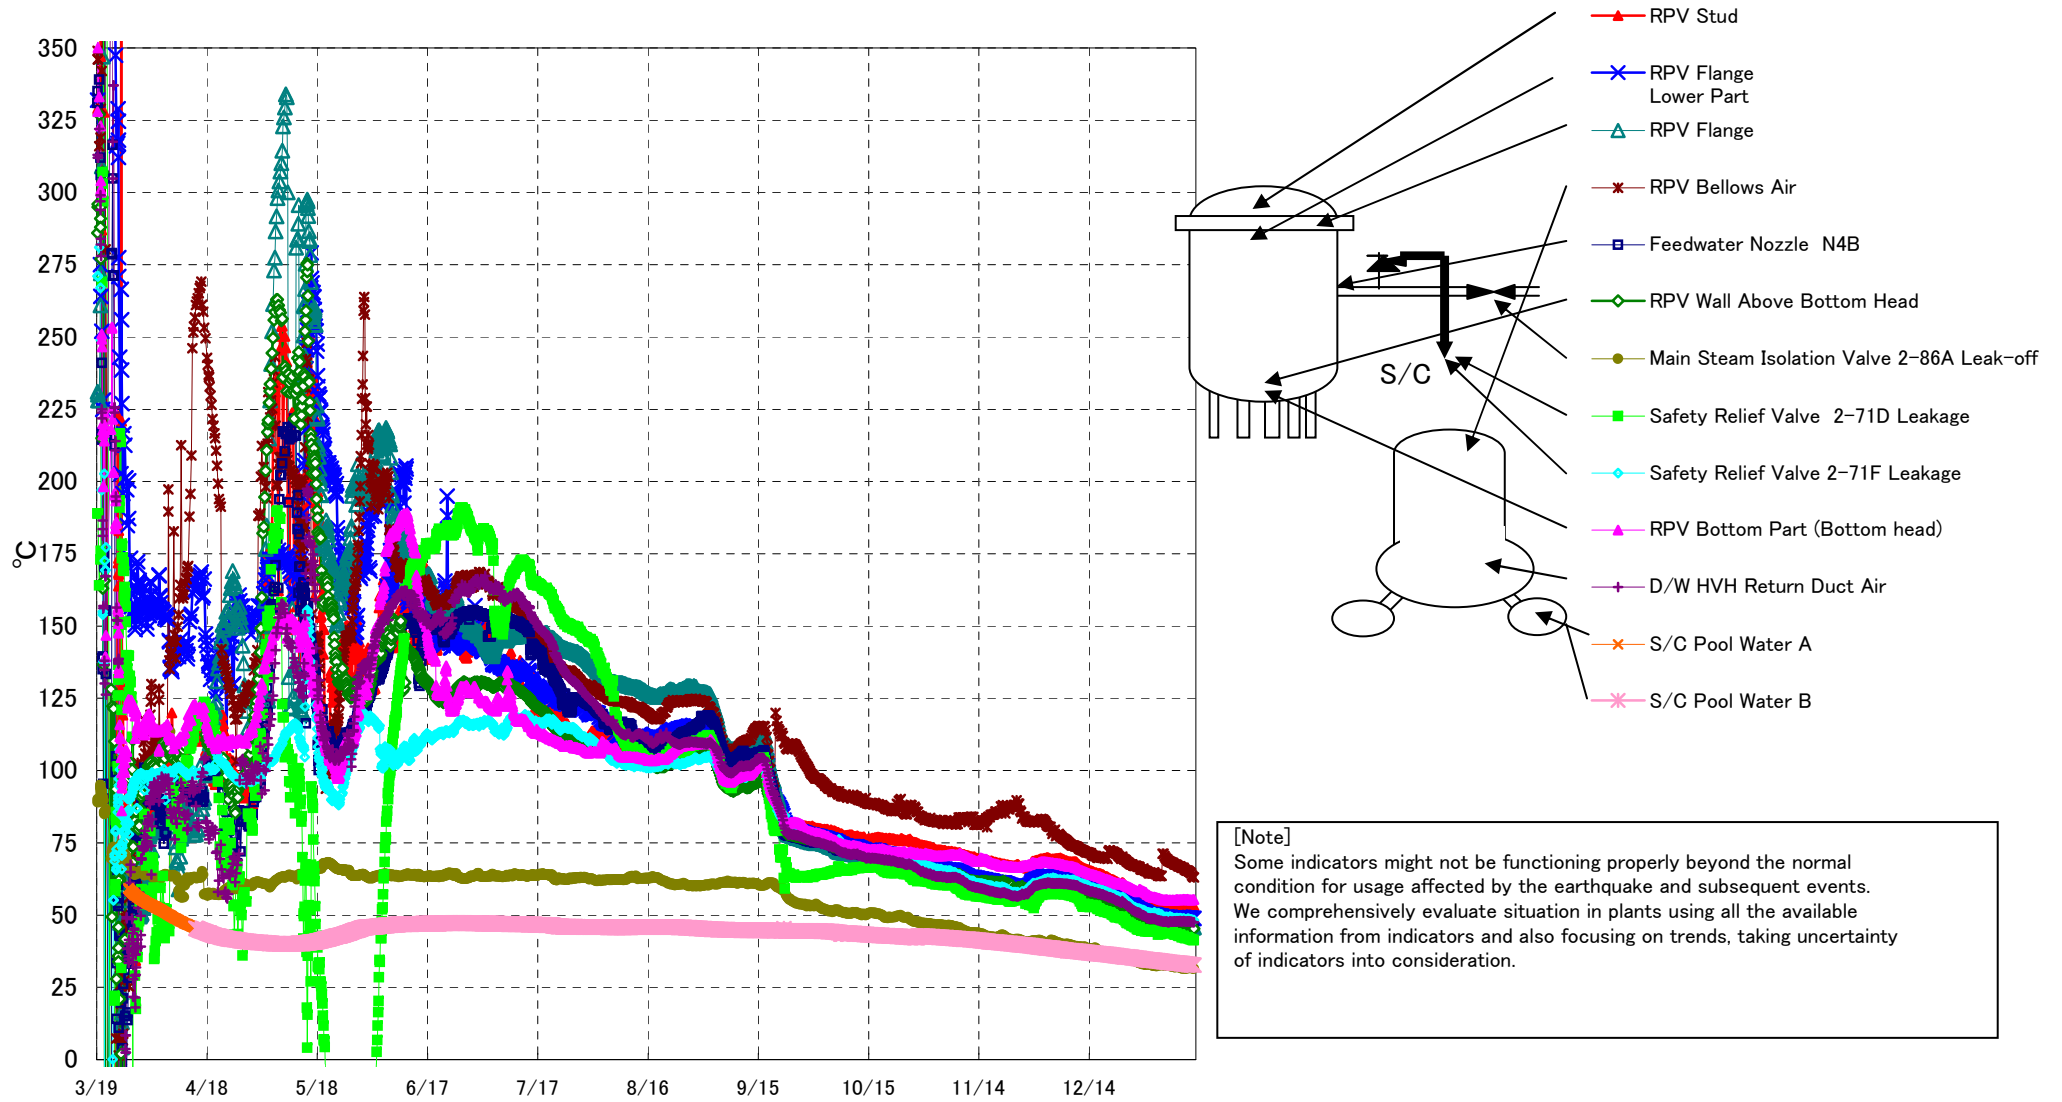 350
325
300
275
250
225
200
175
150
125
100
75
50
25
0
℃
3/19
4/18
5/18
6/17
7/17
8/16
9/15
10/15
11/14
12/14
RPV Stud
RPV Flange
Lower Part
RPV Flange
RPV Bellows Air
Feedwater Nozzle N4B
RPV Wall Above Bottom Head
Main Steam Isolation Valve 2-86A Leak-off
Safety Relief Valve 2-71D Leakage
Safety Relief Valve 2-71F Leakage
RPV Bottom Part (Bottom head)
D/W HVH Return Duct Air
S/C Pool Water A
S/C Pool Water B
S/C
[Note]
Some indicators might not be functioning properly beyond the normal
condition for usage affected by the earthquake and subsequent events.
We comprehensively evaluate situation in plants using all the available
information from indicators and also focusing on trends, taking uncertainty
of indicators into consideration.